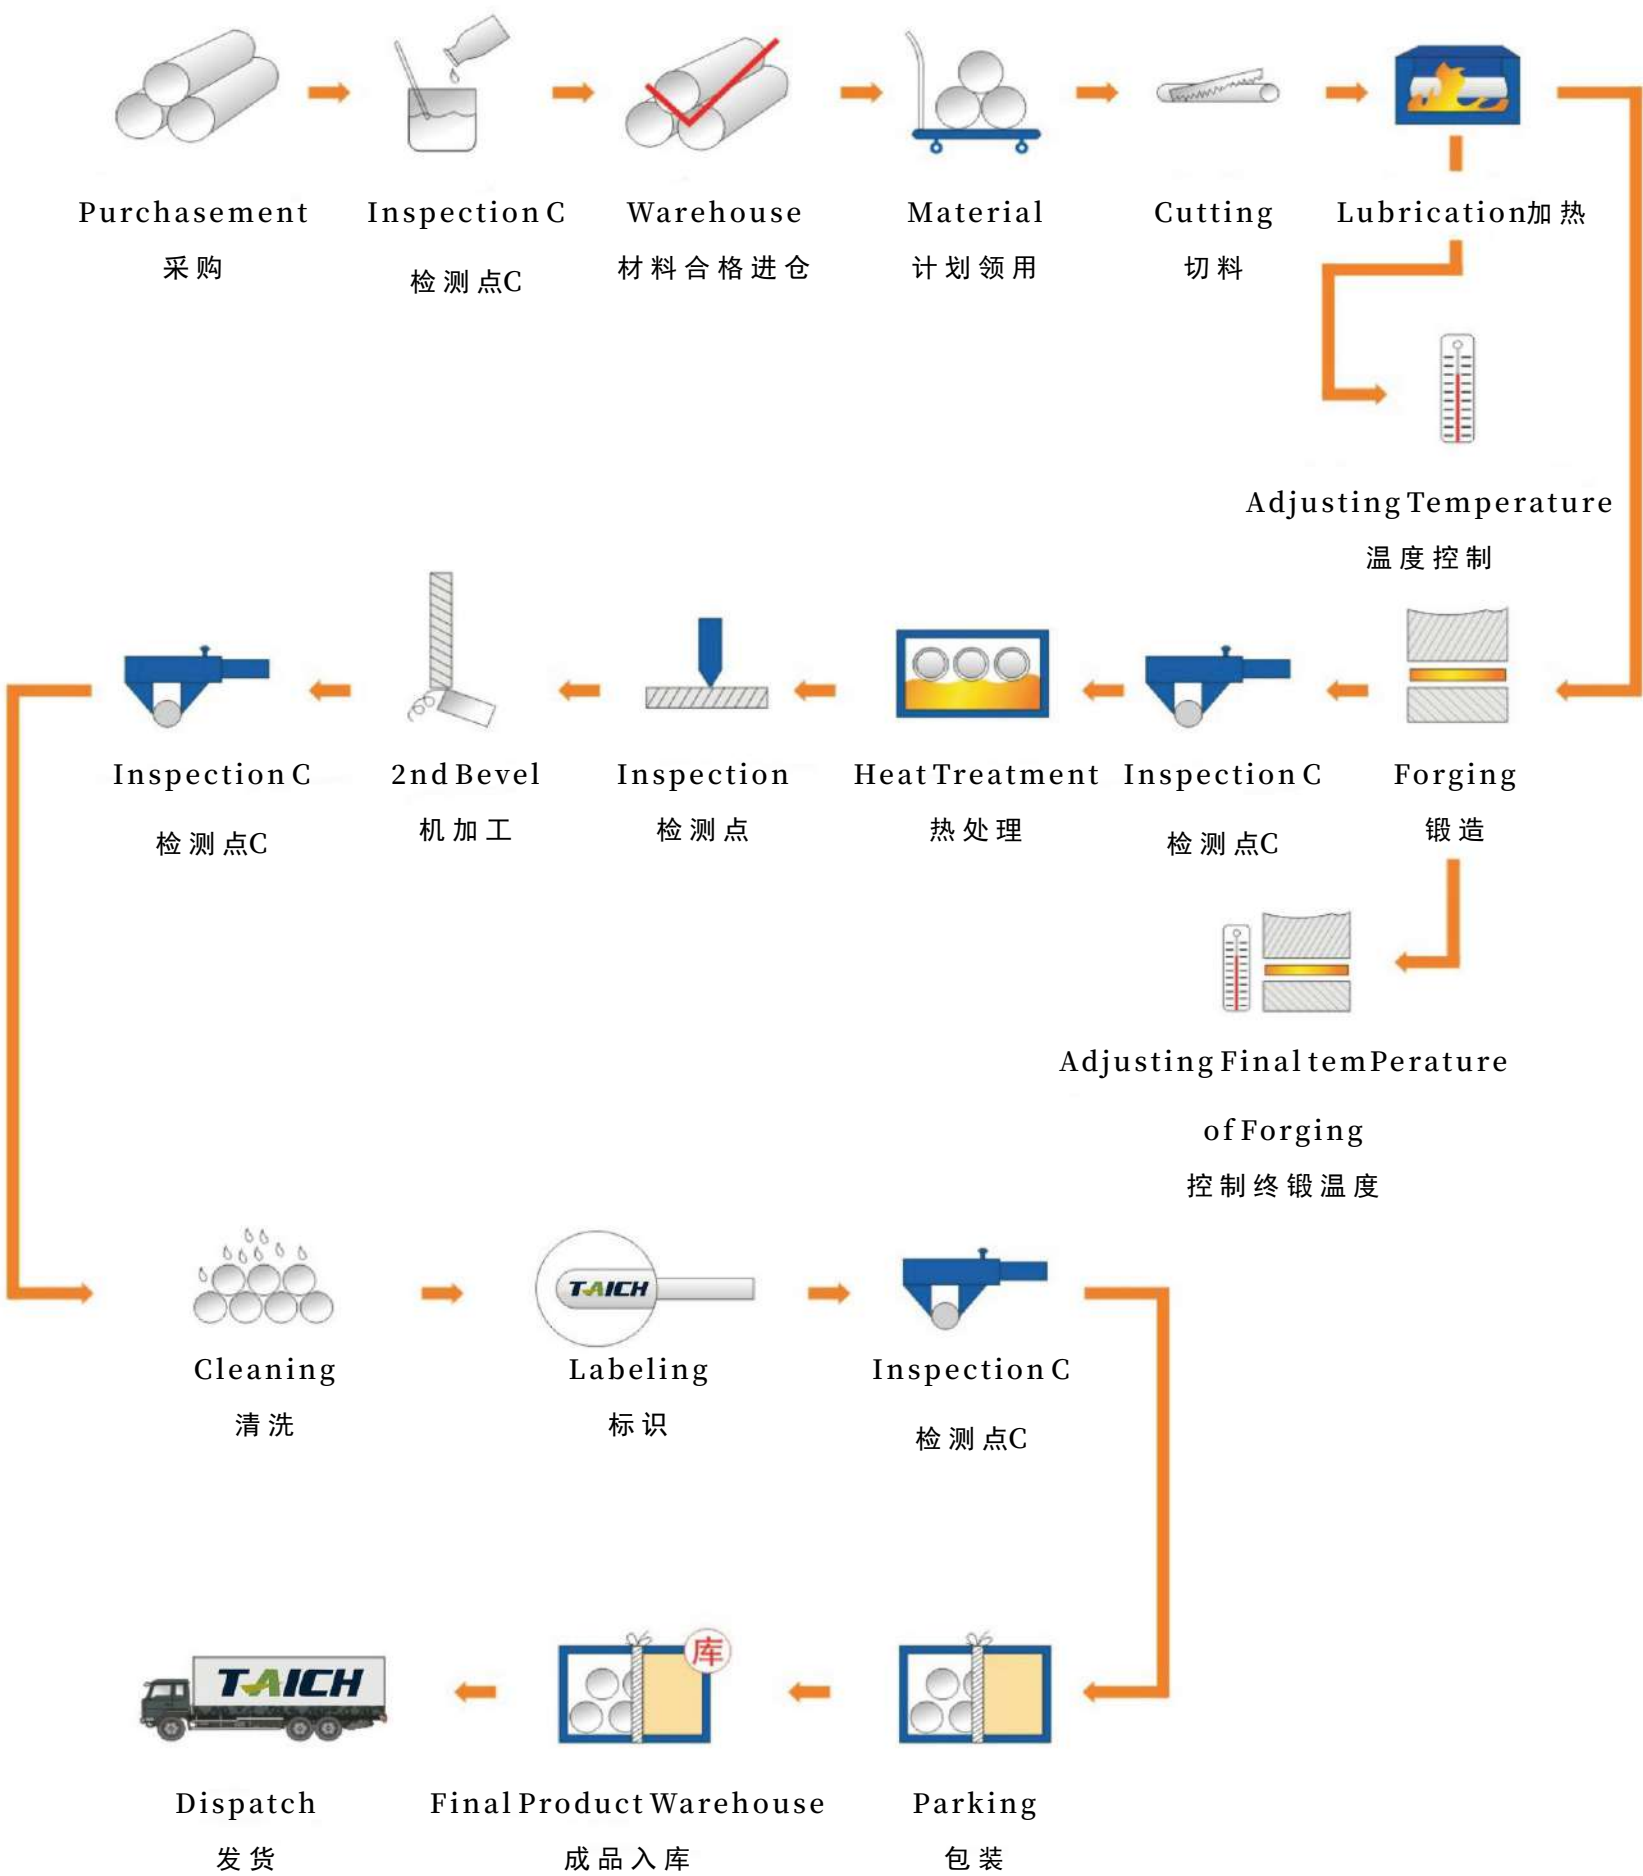 Purchasement
采购
Inspection C
检测点C
Warehouse
材料合格进仓
Material
计划领用
Cutting
切料
Lubrication加热
Adjusting Temperature
温度控制
Forging
锻造
Inspection C
检测点C
Heat Treatment
热处理
Inspection
检测点
2nd Bevel
机加工
Inspection C
检测点C
Adjusting Final temPerature
of Forging
控制终锻温度
Cleaning
清洗
TAICH
Labeling
标识
Inspection C
检测点C
Parking
包装
库
Final Product Warehouse
成品入库
TAICH
Dispatch
发货